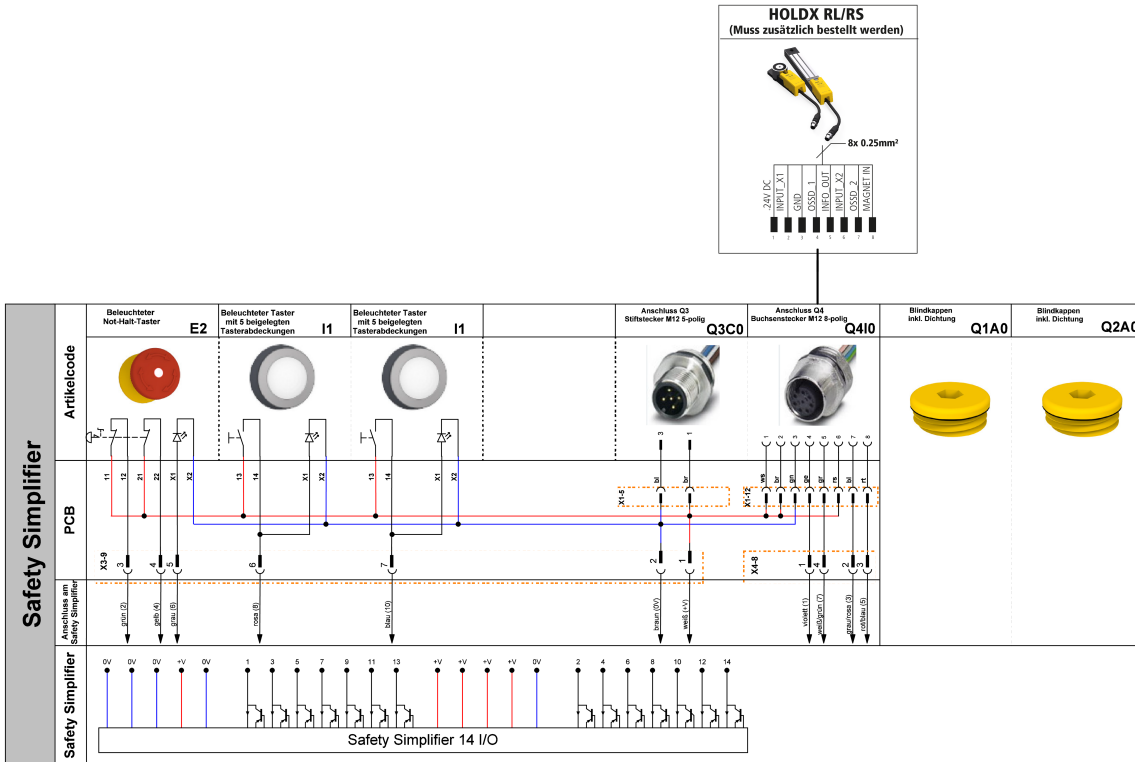 HOLDX RL/RS
(Muss zusätzlich bestellt werden)
8x 0.25mm²
24V DC
INPUT_X1
GND
OSSD_1
INFO_OUT
INPUT_X2
OSSD_2
MAGNET IN
1 2 3 4 5 6 7 8
Safety Simplifier
Artikelcode
Beleuchteter
Not-Halt-Taster
E2
Beleuchteter Taster
mit 5 beigelegten
Tasterabdeckungen
I1
Beleuchteter Taster
mit 5 beigelegten
Tasterabdeckungen
I1
Anschluss Q3
Stiftstecker M12 5-polig
Q3C0
Anschluss Q4
Buchsenstecker M12 8-polig
Q4I0
Blindkappen
inkl. Dichtung
Q1A0
Blindkappen
inkl. Dichtung
Q2A0
3 1
1 2 3 4 5 6 7 8
PCB
11 12 21 22 X1 X2
13 14 X1 X2
13 14 X1 X2
X1-5
bl br
X1-12
ws br gn ge gr rs bl rt
X3-9
3 4 5 6 7
2 1
X4-8
1 4 2 3
Anschluss am
Safety Simplifier
grün (2)
gelb (4)
grau (6)
rosa (8)
blau (10)
braun (0V)
weiß (+V)
violett (1)
weiß/grün (7)
grau/rosa (3)
rot/blau (5)
Safety Simplifier
0V 0V 0V +V 0V 1 3 5 7 9 11 13 +V +V +V +V 0V 2 4 6 8 10 12 14
Safety Simplifier 14 I/O